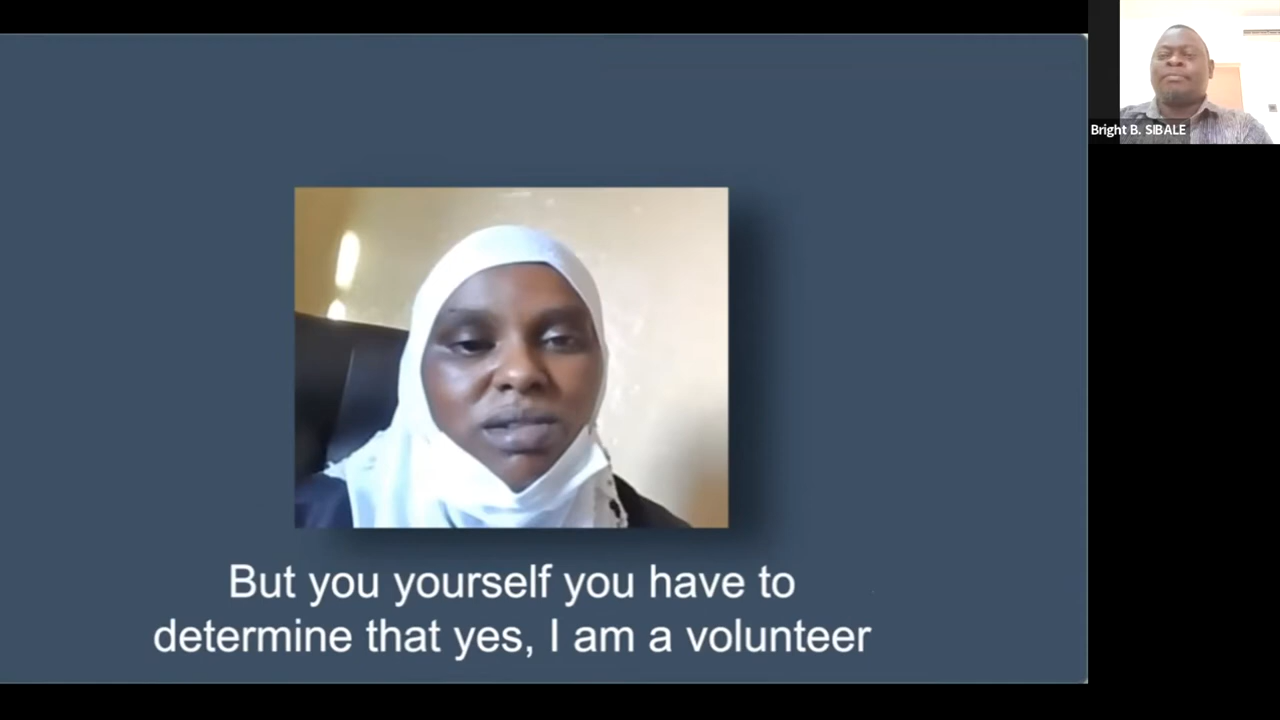 Bright B. SIBALE
But you yourself you have to
determine that yes, I am a volunteer